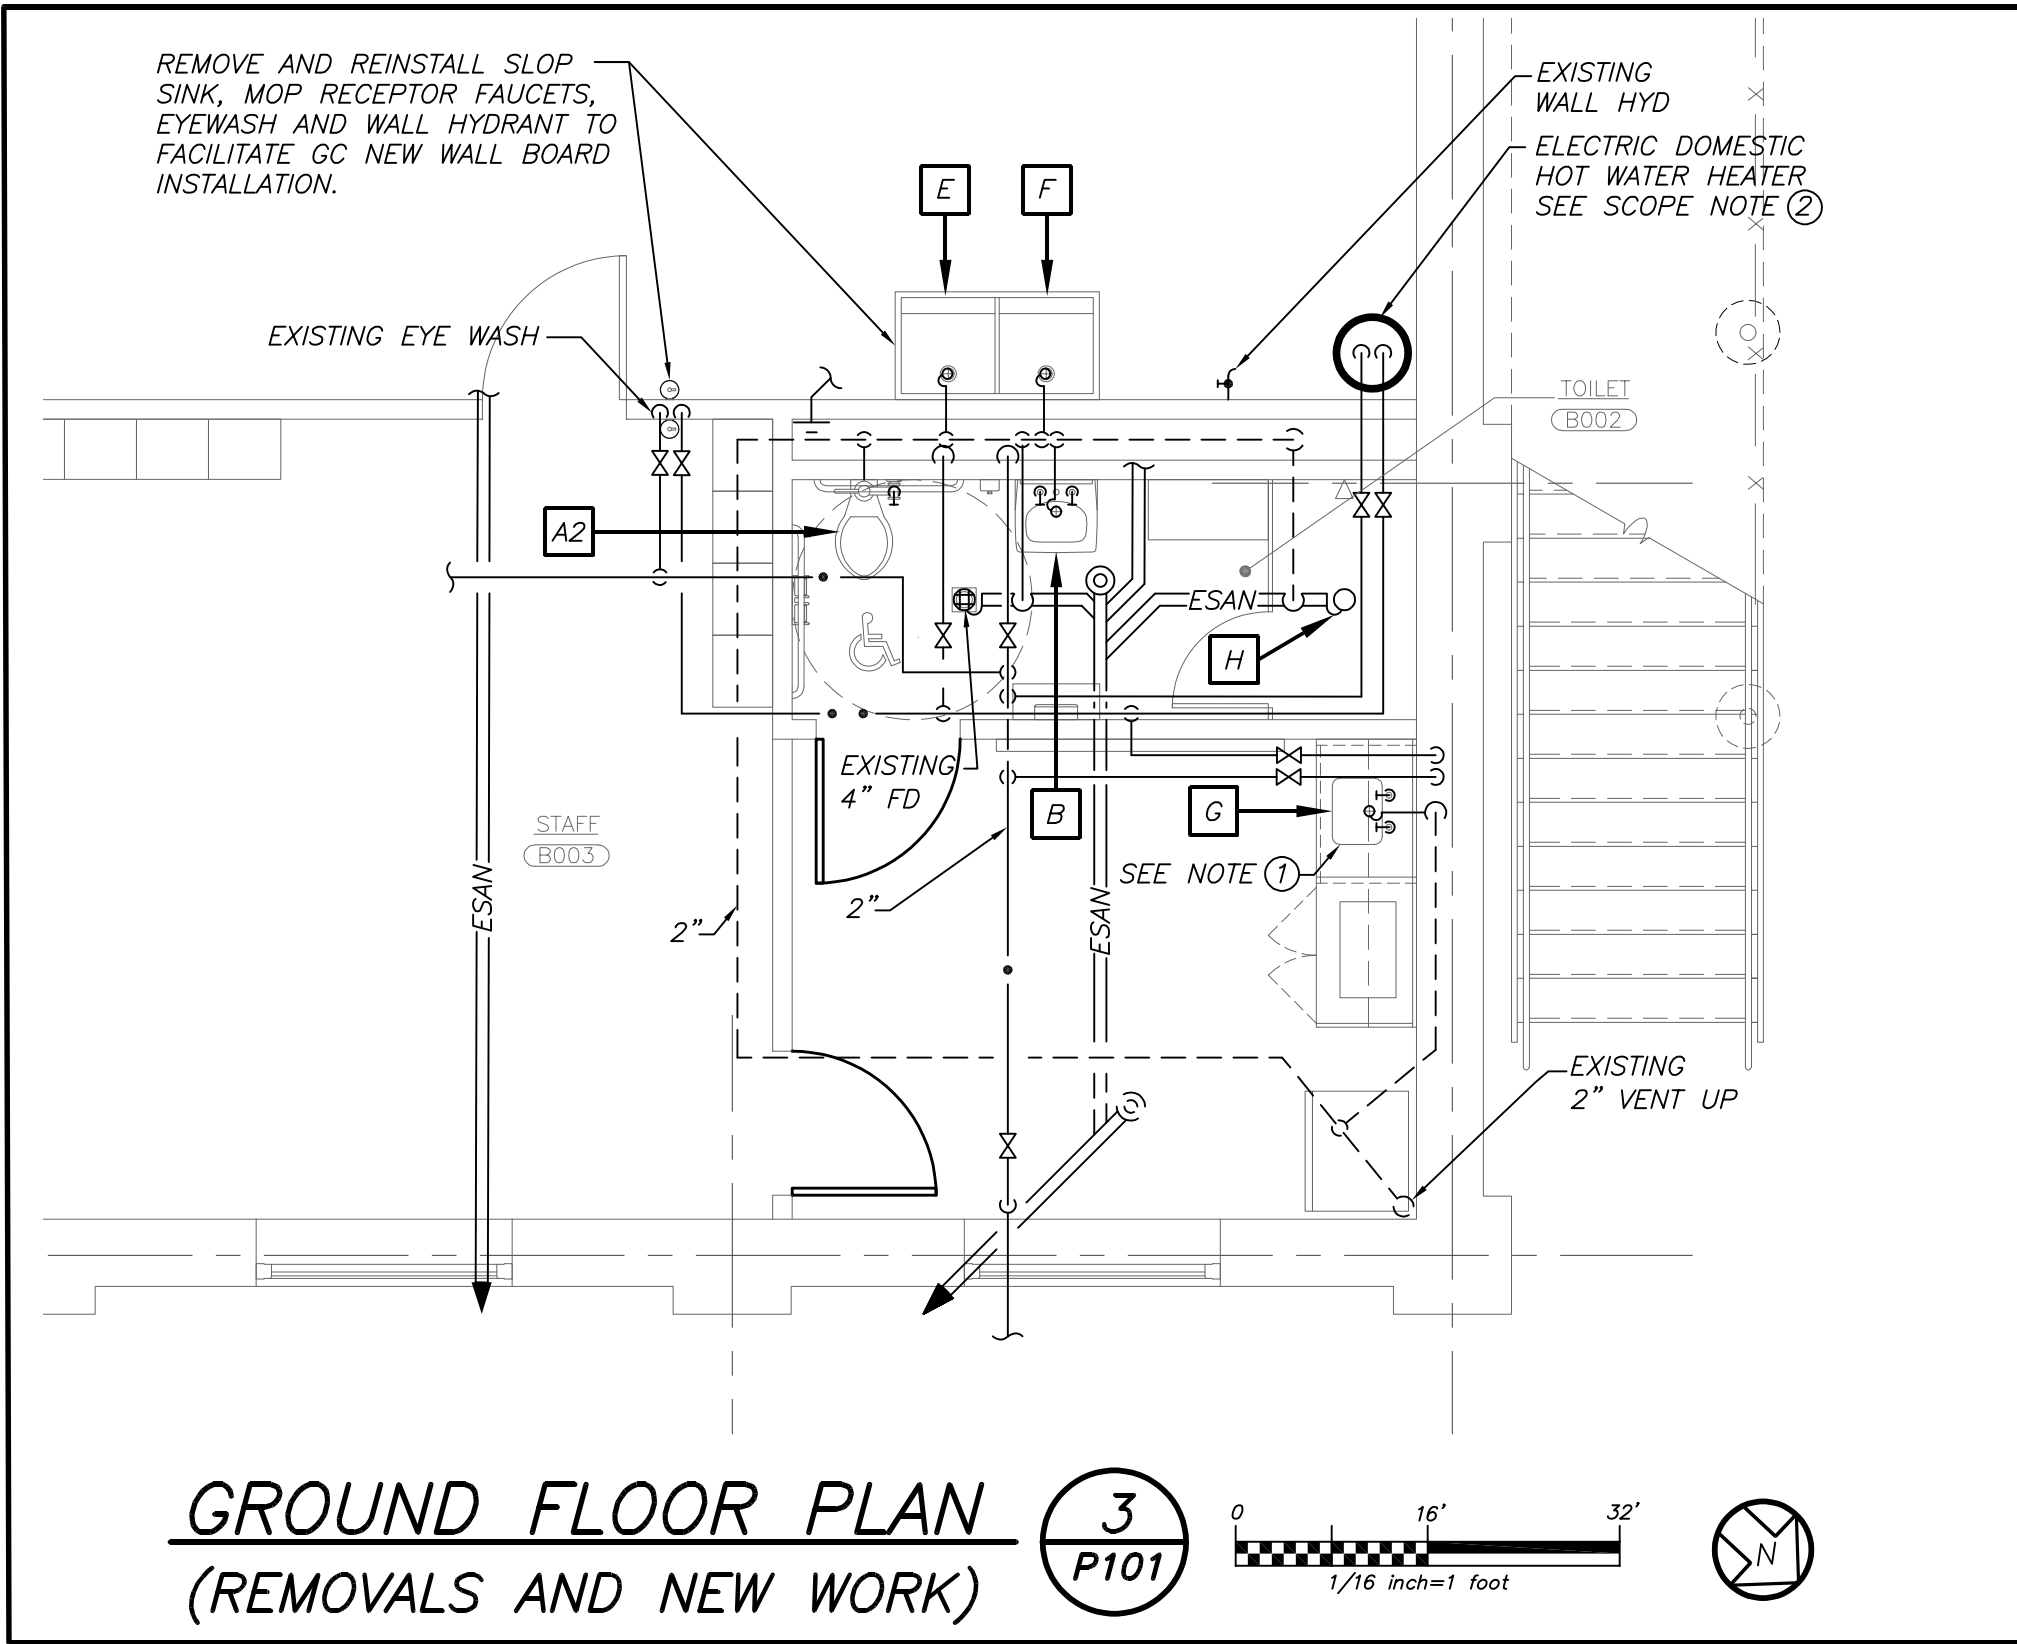 REMOVE AND REINSTALL SLOP
SINK, MOP RECEPTOR FAUCETS,
EYEWASH AND WALL HYDRANT TO
FACILITATE GC NEW WALL BOARD
INSTALLATION.
EXISTING
WALL HYD
ELECTRIC DOMESTIC
HOT WATER HEATER
SEE SCOPE NOTE 2
E
F
EXISTING EYE WASH
TOILET
B002
A2
ESAN
H
EXISTING
4" FD
B
G
STAFF
B003
SEE NOTE 1
ESAN
2"
2"
ESAN
EXISTING
2" VENT UP
GROUND FLOOR PLAN
(REMOVALS AND NEW WORK)
3
P101
0 16' 32'
1/16 inch=1 foot
N